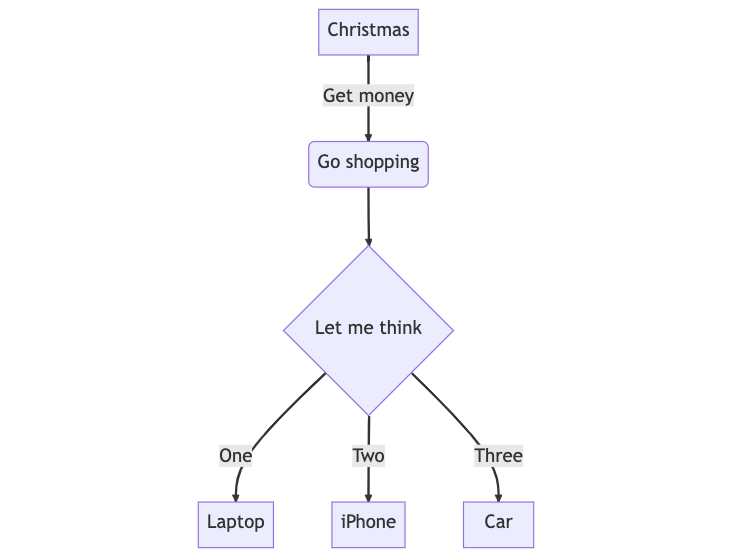 Christmas
Get money
Go shopping
Let me think
One
Two
Three
Laptop
iPhone
Car